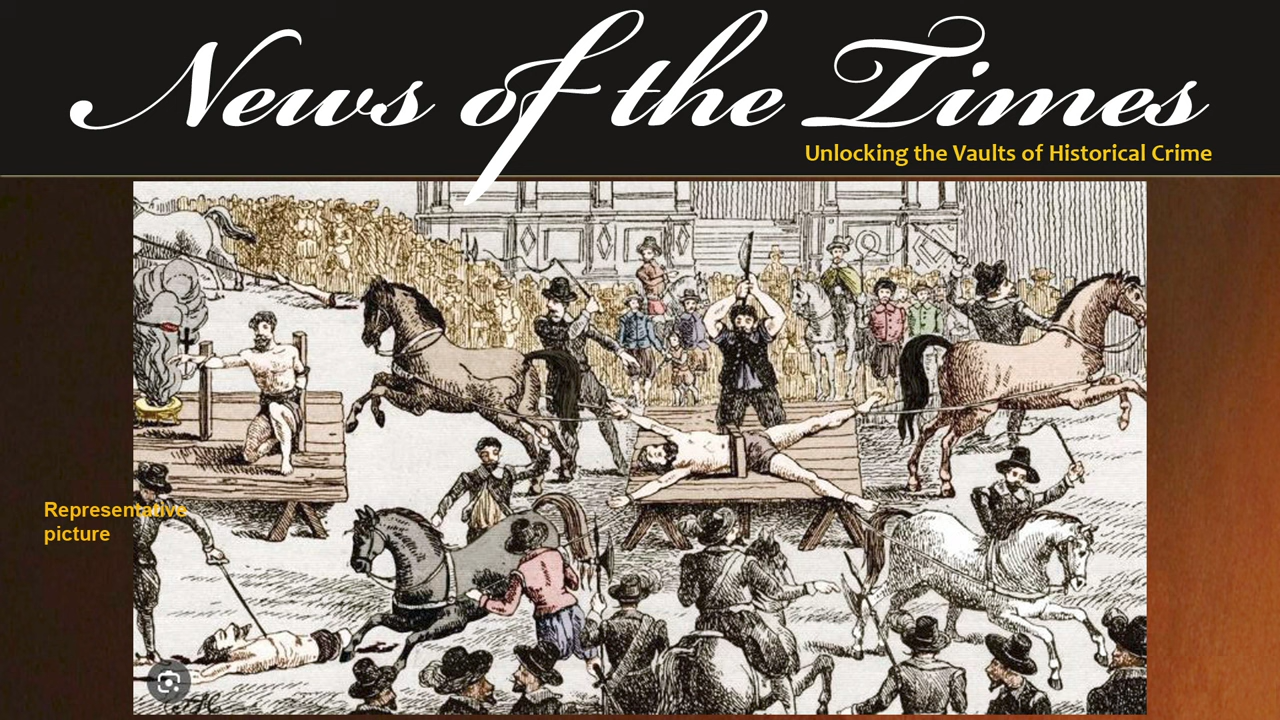 News of the Times
Unlocking the Vaults of Historical Crime
Representative
picture